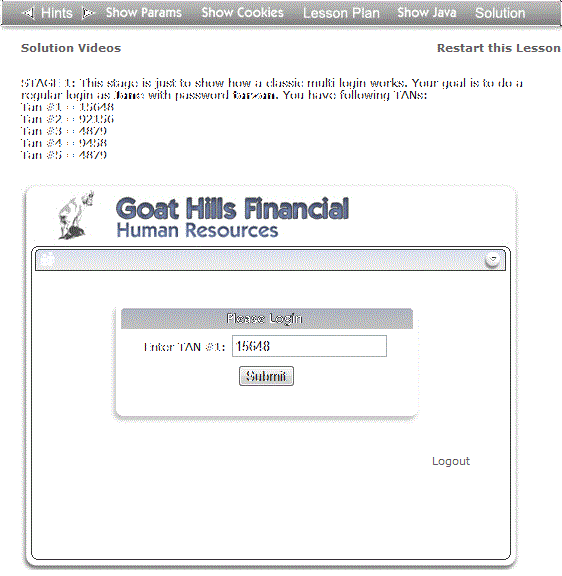 Hints Show Params Show Cookies Lesson Plan Show Java Solution
Solution Videos Restart this Lesson
STAGE 1: This stage is just to show how a classic multi login works. Your goal is to do a
regular login as Jane with password tarzan. You have following TANs:
Tan #1 = 15648
Tan #2 = 92156
Tan #3 = 4879
Tan #4 = 9458
Tan #5 = 4879
Goat Hills Financial
Human Resources
Please Login
Enter TAN #1: 15648
Submit
Logout